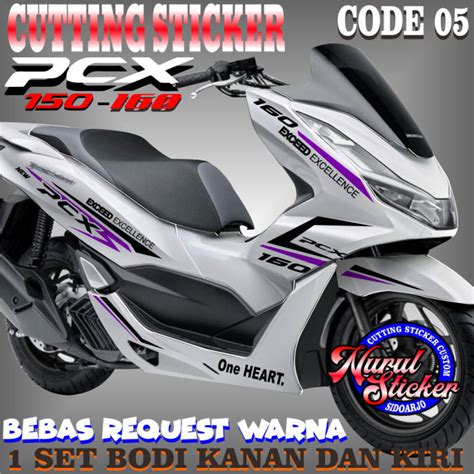 CUTTING STICKER
CODE 05
PCX
150-160
160
EXCEED EXCELLENCE
NEW
PCX
EXCEED EXCELLENCE
PCX
160
One HEART.
CUTTING STICKER CUSTOM
Nurul
Sticker
SIDOARJO
BEBAS REQUEST WARNA
1 SET BODI KANAN DAN KIRI